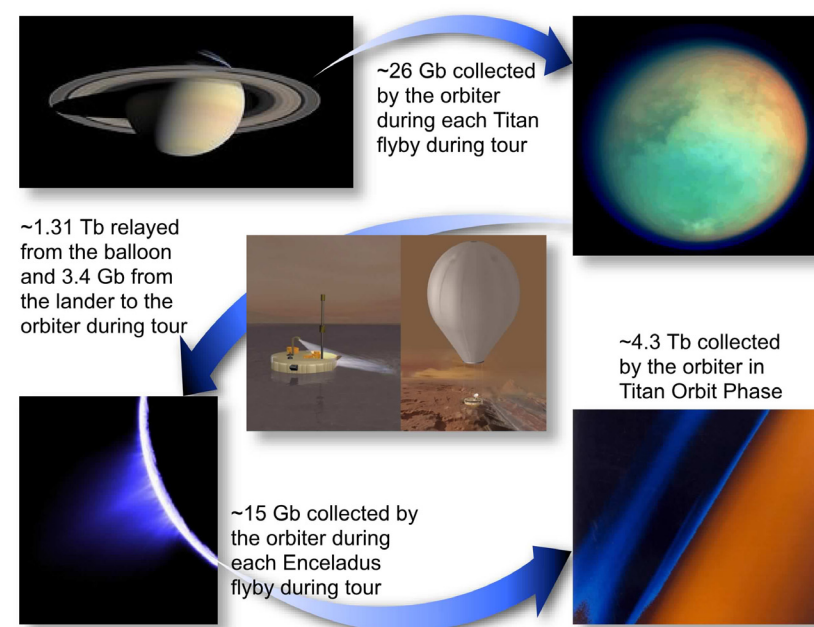 ~26 Gb collected
by the orbiter
during each Titan
flyby during tour
~1.31 Tb relayed
from the balloon
and 3.4 Gb from
the lander to the
orbiter during tour
~4.3 Tb collected
by the orbiter in
Titan Orbit Phase
~15 Gb collected by
the orbiter during
each Enceladus
flyby during tour